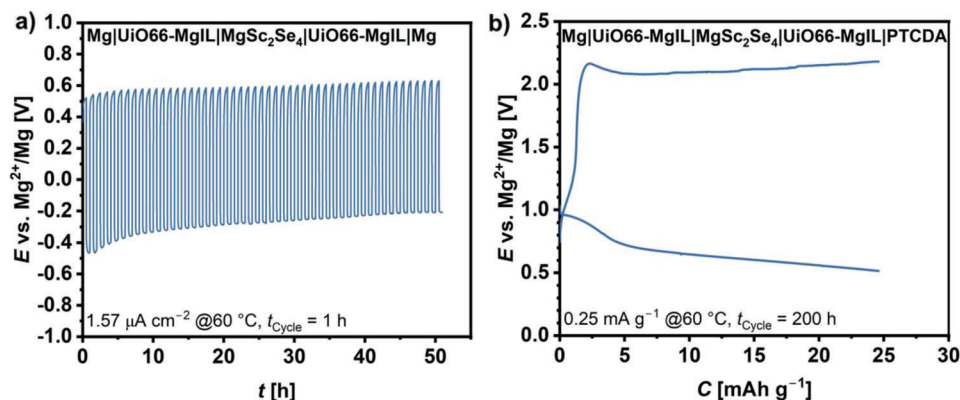 a)
Mg|UiO66-MgIL|MgSc₂Se₄|UiO66-MgIL|Mg
E vs. Mg²⁺/Mg [V]
1.0
0.8
0.6
0.4
0.2
0.0
-0.2
-0.4
-0.6
-0.8
-1.0
1.57 μA cm⁻² @60 °C, t_Cycle = 1 h
0 10 20 30 40 50
t [h]
b)
Mg|UiO66-MgIL|MgSc₂Se₄|UiO66-MgIL|PTCDA
E vs. Mg²⁺/Mg [V]
2.5
2.0
1.5
1.0
0.5
0.0
0.25 mA g⁻¹ @60 °C, t_Cycle = 200 h
0 5 10 15 20 25 30
C [mAh g⁻¹]